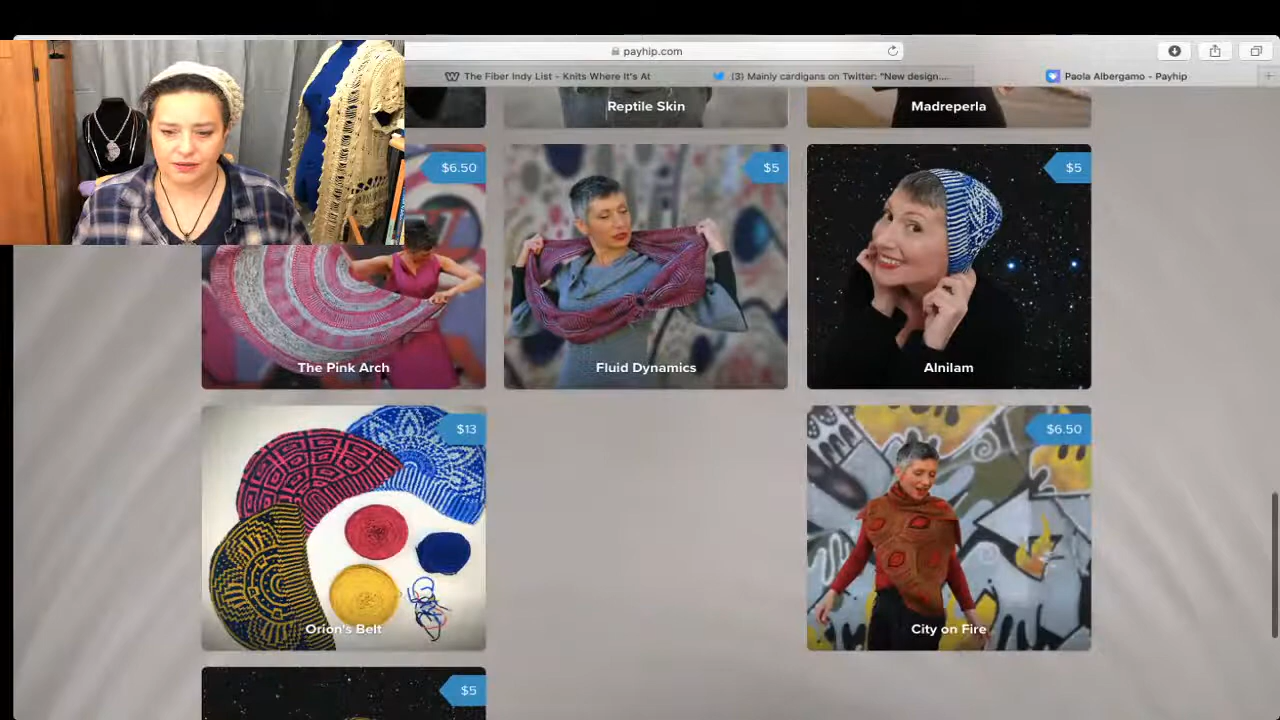 payhip.com
The Fiber Indy List - Knits Where It's At
(3) Mainly cardigans on Twitter: "New design....
Paola Albergamo - Payhip
Reptile Skin
Madreperla
$6.50
$5
$5
The Pink Arch
Fluid Dynamics
Alnilam
$13
$6.50
Orion's Belt
City on Fire
$5